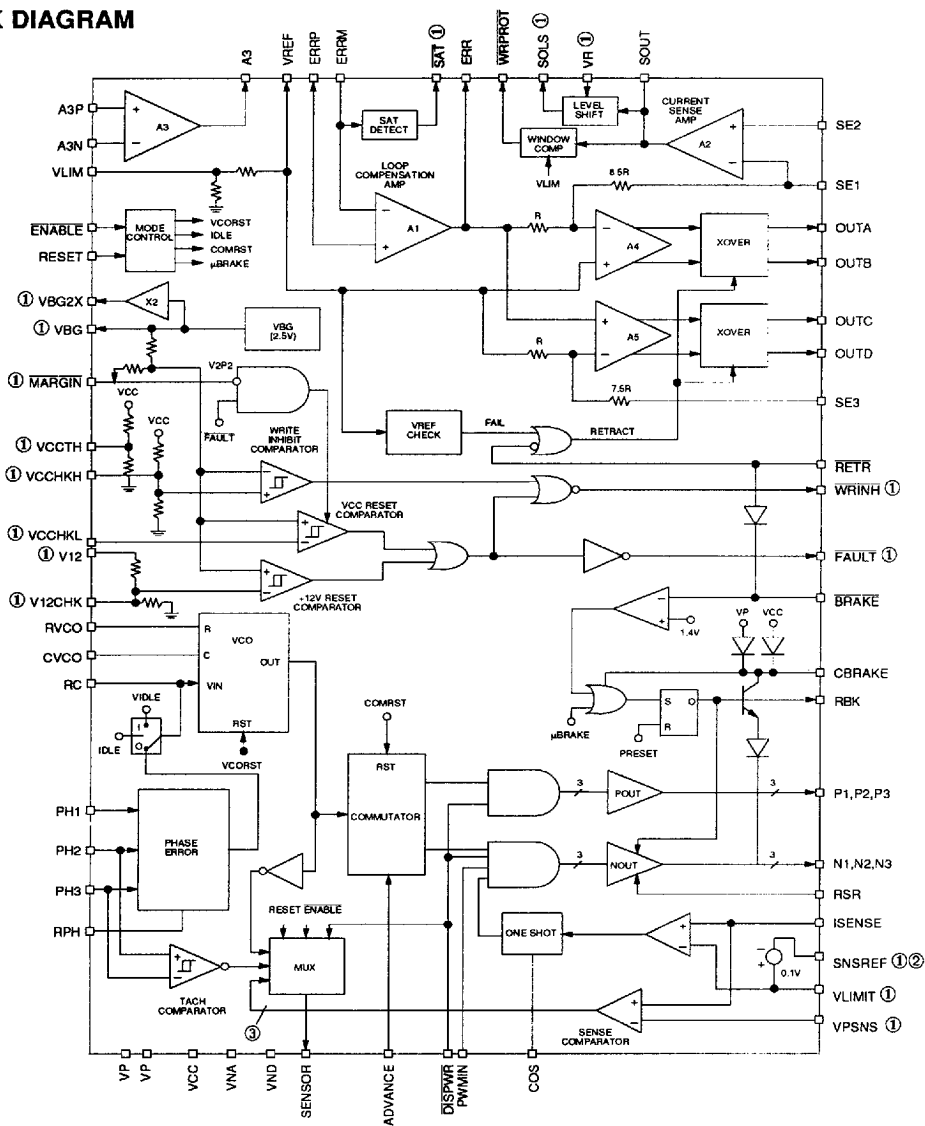 K DIAGRAM
A3
VREF
ERRP
ERRM
SAT ①
ERR
WRPROT
SOLS ①
VR ①
SOUT
A3P
A3N
VLIM
A3
SAT DETECT
LEVEL SHIFT
CURRENT SENSE AMP
A2
WINDOW COMP
VLIM
LOOP COMPENSATION AMP
SE2
SE1
8.5R
ENABLE
RESET
MODE CONTROL
VCORST
IDLE
COMRST
µBRAKE
A1
R
A4
XOVER
OUTA
OUTB
① VBG2X
X2
① VBG
VBG (2.5V)
R
A5
XOVER
OUTC
OUTD
① MARGIN
V2P2
7.5R
SE3
VCC
VCC
FAULT
① VCCTH
① VCCHKH
WRITE INHIBIT COMPARATOR
VREF CHECK
FAIL
RETRACT
RETR
WRINH ①
VCC RESET COMPARATOR
① VCCHKL
① V12
① V12CHK
+12V RESET COMPARATOR
FAULT ①
BRAKE
1.4V
VP
VCC
RVCO
CVCO
RC
R
C
VIN
VCO
OUT
RST
VCORST
VIDLE
IDLE
1
0
CBRAKE
RBK
µBRAKE
S
O
R
PRESET
COMRST
RST
COMMUTATOR
3
POUT
3
P1,P2,P3
PH1
PH2
PH3
RPH
PHASE ERROR
3
NOUT
3
N1,N2,N3
RSR
ISENSE
RESET ENABLE
MUX
ONE SHOT
0.1V
SNSREF ①②
VLIMIT ①
VPSNS ①
TACH COMPARATOR
③
SENSE COMPARATOR
VP
VP
VCC
VNA
VND
SENSOR
ADVANCE
DISPWR
PWMIN
COS